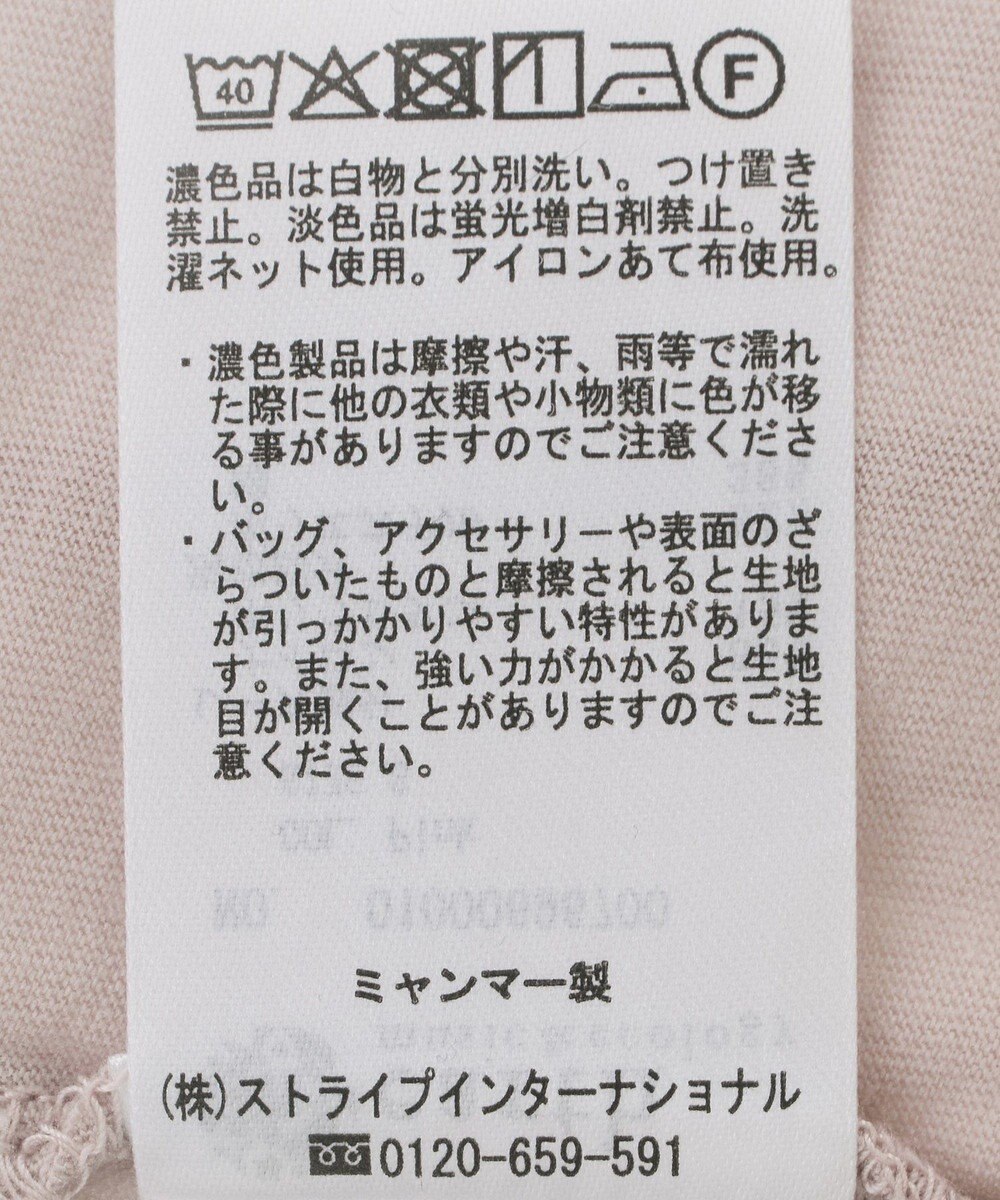 40 F
濃色品は白物と分別洗い。つけ置き
禁止。淡色品は蛍光増白剤禁止。洗
濯ネット使用。アイロンあて布使用。
・濃色製品は摩擦や汗、雨等で濡れ
た際に他の衣類や小物類に色が移
る事がありますのでご注意くださ
い。
・バッグ、アクセサリーや表面のざ
らついたものと摩擦されると生地
が引っかかりやすい特性がありま
す。また、強い力がかかると生地
目が開くことがありますのでご注
意ください。
ミャンマー製
(株)ストライプインターナショナル
0120-659-591